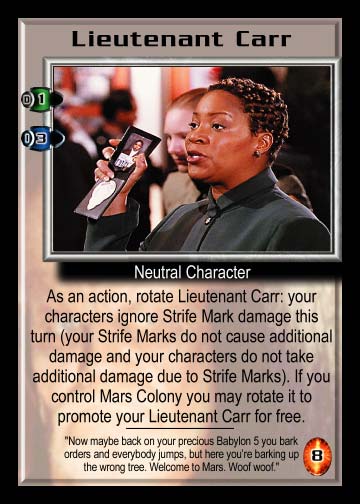 Lieutenant Carr
1
3
Neutral Character
As an action, rotate Lieutenant Carr: your
characters ignore Strife Mark damage this
turn (your Strife Marks do not cause additional
damage and your characters do not take
additional damage due to Strife Marks). If you
control Mars Colony you may rotate it to
promote your Lieutenant Carr for free.
"Now maybe back on your precious Babylon 5 you bark
orders and everybody jumps, but here you're barking up
the wrong tree. Welcome to Mars. Woof woof."
8